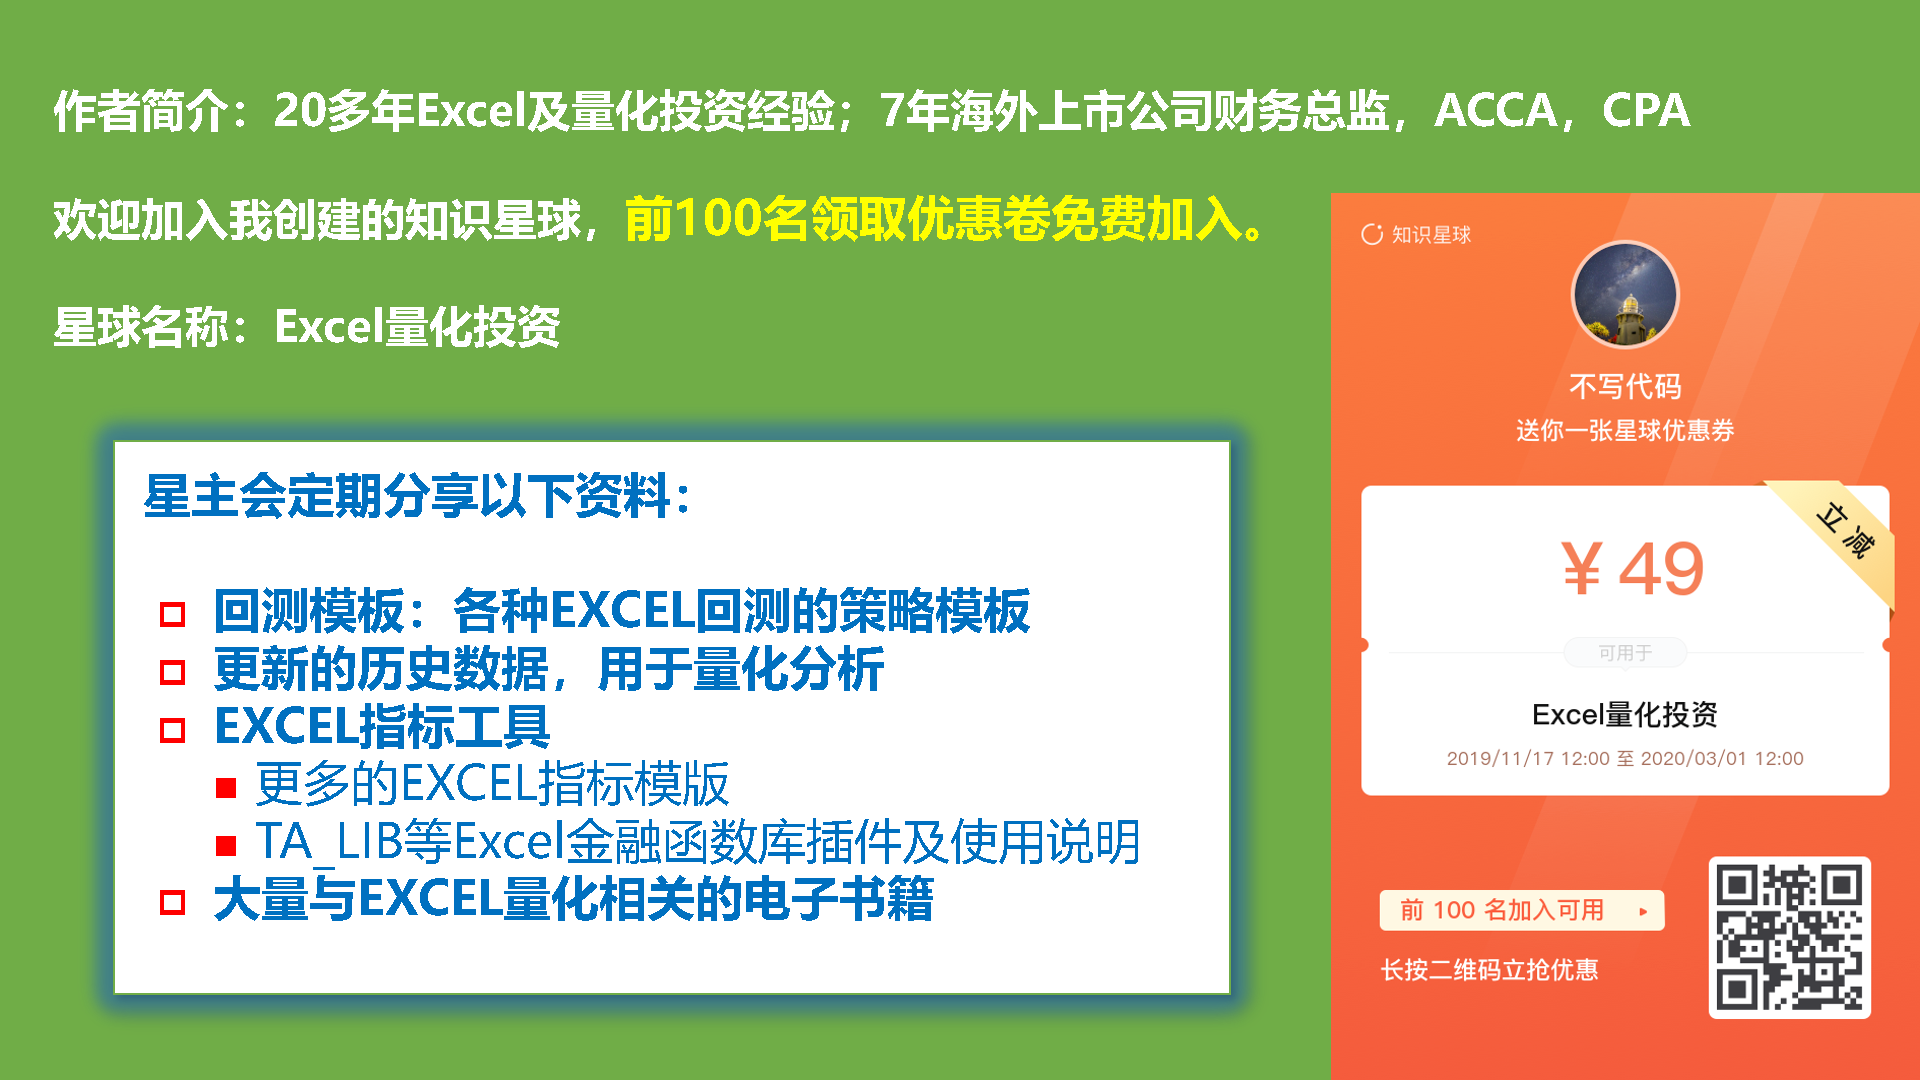 作者简介：20多年Excel及量化投资经验；7年海外上市公司财务总监，ACCA，CPA
欢迎加入我创建的知识星球，前100名领取优惠卷免费加入。
星球名称：Excel量化投资
星主会定期分享以下资料：
回测模板：各种EXCEL回测的策略模板
更新的历史数据，用于量化分析
EXCEL指标工具
更多的EXCEL指标模版
TA_LIB等Excel金融函数库插件及使用说明
大量与EXCEL量化相关的电子书籍
知识星球
不写代码
送你一张星球优惠券
立减
¥ 49
可用于
Excel量化投资
2019/11/17 12:00 至 2020/03/01 12:00
前 100 名加入可用
长按二维码立抢优惠